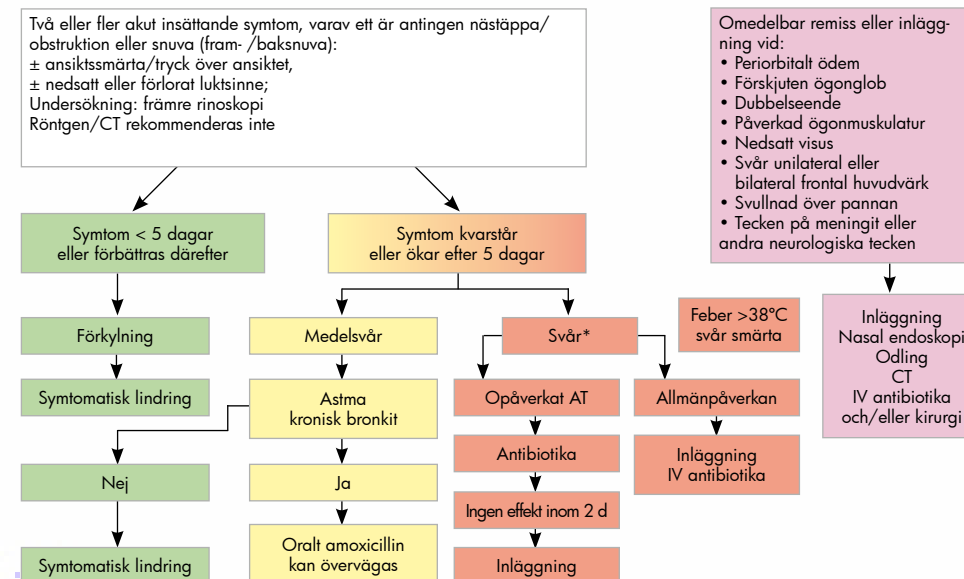 Två eller fler akut insättande symtom, varav ett är antingen nästäppa/
obstruktion eller snuva (fram- /baksnuva):
± ansiktssmärta/tryck över ansiktet,
± nedsatt eller förlorat luktsinne;
Undersökning: främre rinoskopi
Röntgen/CT rekommenderas inte
Omedelbar remiss eller inlägg-
ning vid:
• Periorbitalt ödem
• Förskjuten ögonglob
• Dubbelseende
• Påverkad ögonmuskulatur
• Nedsatt visus
• Svår unilateral eller
bilateral frontal huvudvärk
• Svullnad över pannan
• Tecken på meningit eller
andra neurologiska tecken
Symtom < 5 dagar
eller förbättras därefter
Symtom kvarstår
eller ökar efter 5 dagar
Förkylning
Medelsvår
Svår*
Feber >38°C
svår smärta
Inläggning
Nasal endoskopi
Odling
CT
IV antibiotika
och/eller kirurgi
Symtomatisk lindring
Astma
kronisk bronkit
Opåverkat AT
Allmänpåverkan
Nej
Ja
Antibiotika
Inläggning
IV antibiotika
Ingen effekt inom 2 d
Symtomatisk lindring
Oralt amoxicillin
kan övervägas
Inläggning